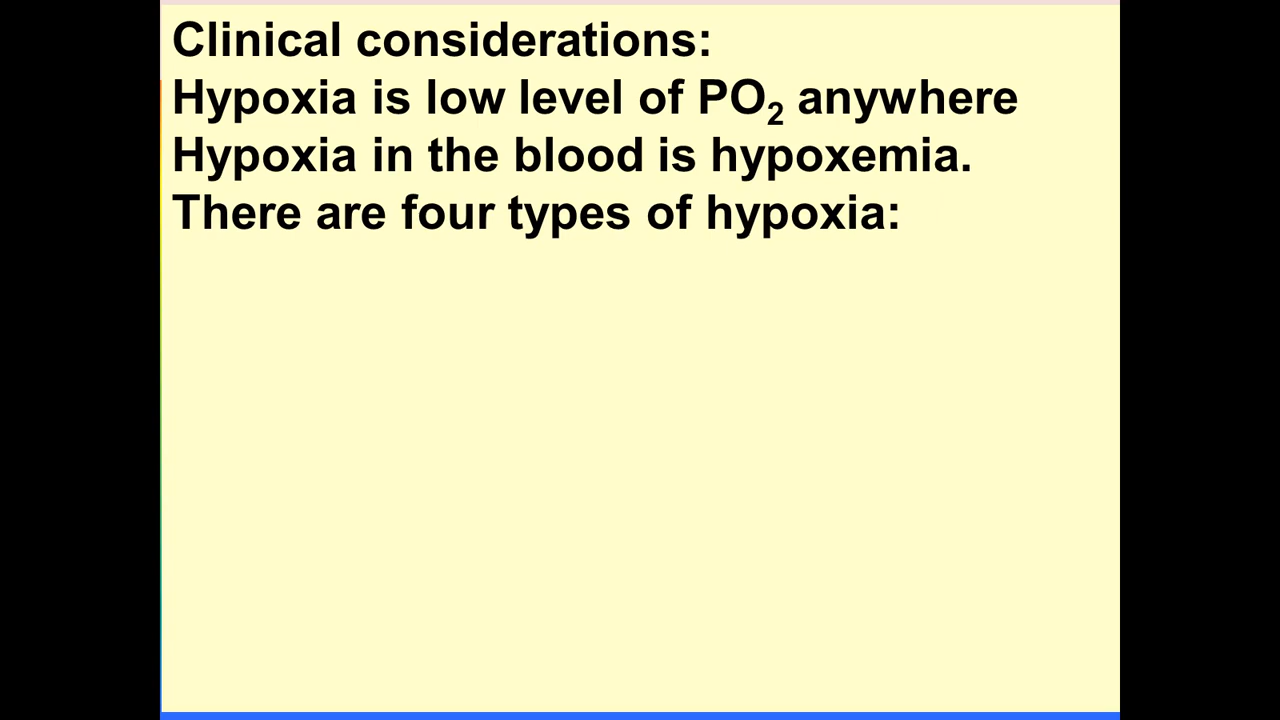 Clinical considerations:
Hypoxia is low level of PO₂ anywhere
Hypoxia in the blood is hypoxemia.
There are four types of hypoxia: